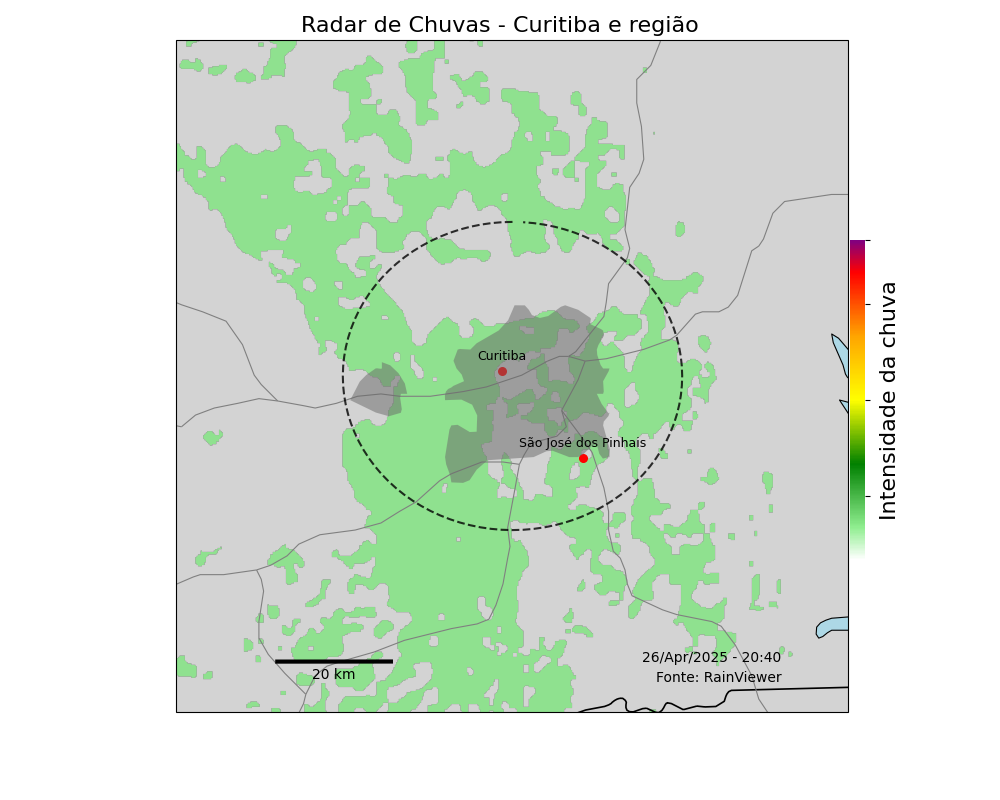 Radar de Chuvas - Curitiba e região
Curitiba
São José dos Pinhais
Intensidade da chuva
26/Apr/2025 - 20:40
Fonte: RainViewer
20 km